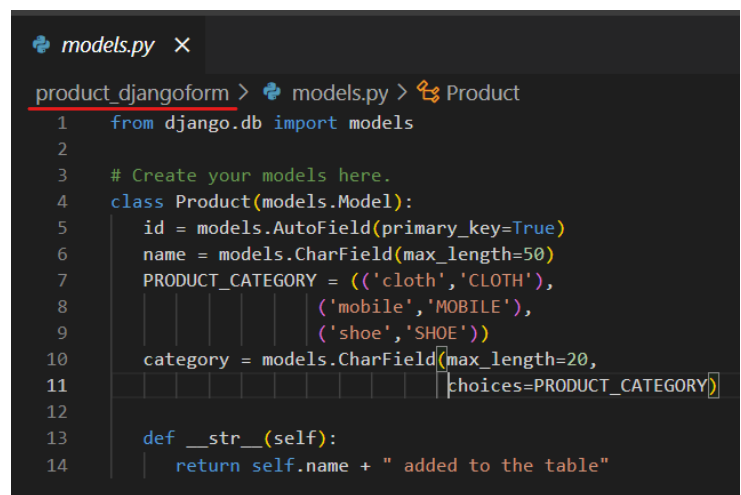 models.py ×
product_djangoform > models.py > Product
1 from django.db import models
2
3 # Create your models here.
4 class Product(models.Model):
5 id = models.AutoField(primary_key=True)
6 name = models.CharField(max_length=50)
7 PRODUCT_CATEGORY = (('cloth','CLOTH'),
8 ('mobile','MOBILE'),
9 ('shoe','SHOE'))
10 category = models.CharField(max_length=20,
11 choices=PRODUCT_CATEGORY)
12
13 def __str__(self):
14 return self.name + " added to the table"